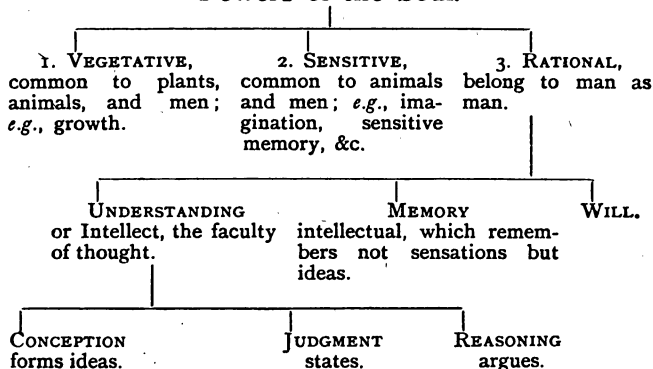 1. VEGETATIVE,
common to plants,
animals, and men;
e.g., growth.
2. SENSITIVE,
common to animals
and men; e.g., ima-
gination, sensitive
memory, &c.
3. RATIONAL,
belong to man as
man.
UNDERSTANDING
or Intellect, the faculty
of thought.
MEMORY
intellectual, which remem-
bers not sensations but
ideas.
WILL.
CONCEPTION
forms ideas.
JUDGMENT
states.
REASONING
argues.